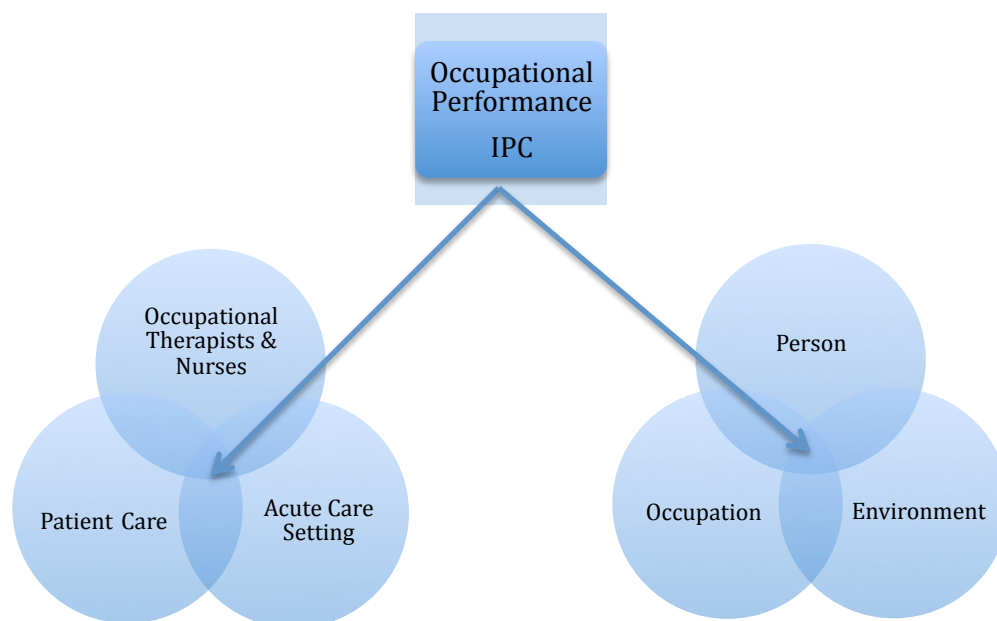 Occupational
Performance
IPC
Occupational
Therapists &
Nurses
Patient Care
Acute Care
Setting
Person
Occupation
Environment